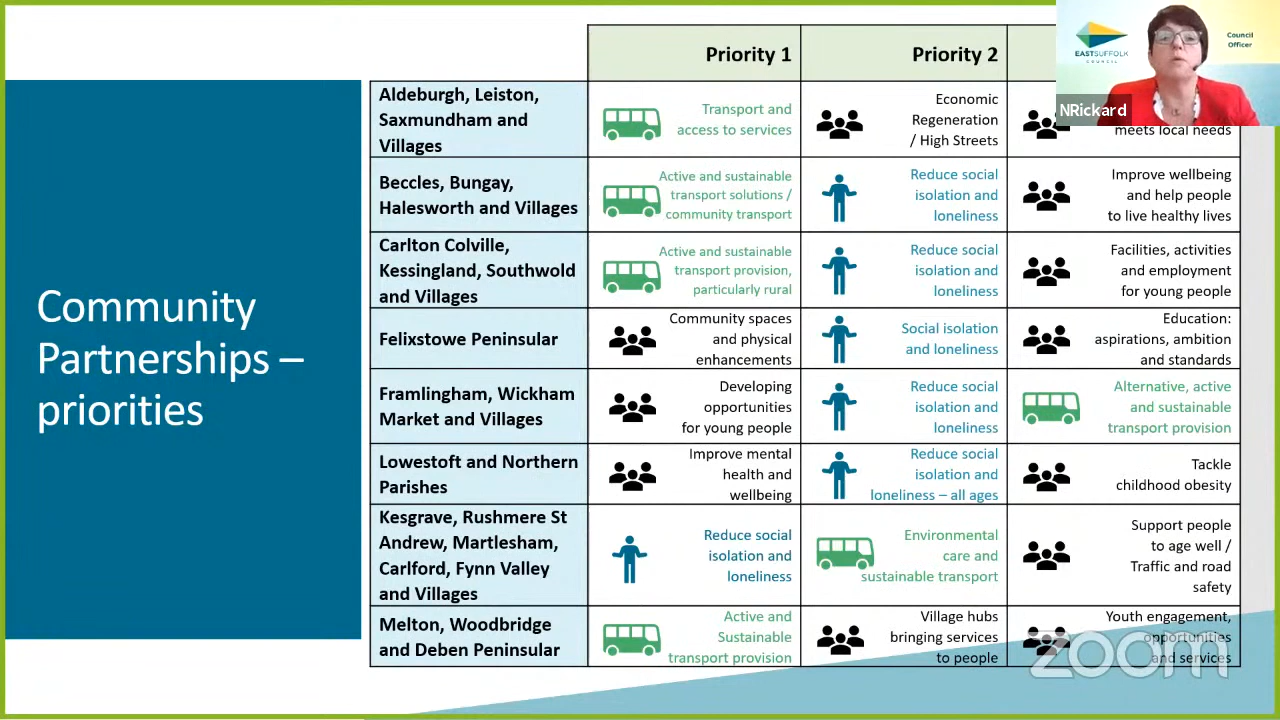 Community
Partnerships –
priorities
Priority 1
Priority 2
Aldeburgh, Leiston,
Saxmundham and
Villages
Transport and
access to services
Economic
Regeneration
/ High Streets
meets local needs
Beccles, Bungay,
Halesworth and Villages
Active and sustainable
transport solutions /
community transport
Reduce social
isolation and
loneliness
Improve wellbeing
and help people
to live healthy lives
Carlton Colville,
Kessingland, Southwold
and Villages
Active and sustainable
transport provision,
particularly rural
Reduce social
isolation and
loneliness
Facilities, activities
and employment
for young people
Felixstowe Peninsular
Community spaces
and physical
enhancements
Social isolation
and loneliness
Education:
aspirations, ambition
and standards
Framlingham, Wickham
Market and Villages
Developing
opportunities
for young people
Reduce social
isolation and
loneliness
Alternative, active
and sustainable
transport provision
Lowestoft and Northern
Parishes
Improve mental
health and
wellbeing
Reduce social
isolation and
loneliness – all ages
Tackle
childhood obesity
Kesgrave, Rushmere St
Andrew, Martlesham,
Carlford, Fynn Valley
and Villages
Reduce social
isolation and
loneliness
Environmental
care and
sustainable transport
Support people
to age well /
Traffic and road
safety
Melton, Woodbridge
and Deben Peninsular
Active and
Sustainable
transport provision
Village hubs
bringing services
to people
Youth engagement,
opportunities
and services
EASTSUFFOLK
COUNCIL
Council
Officer
NRickard
zoom